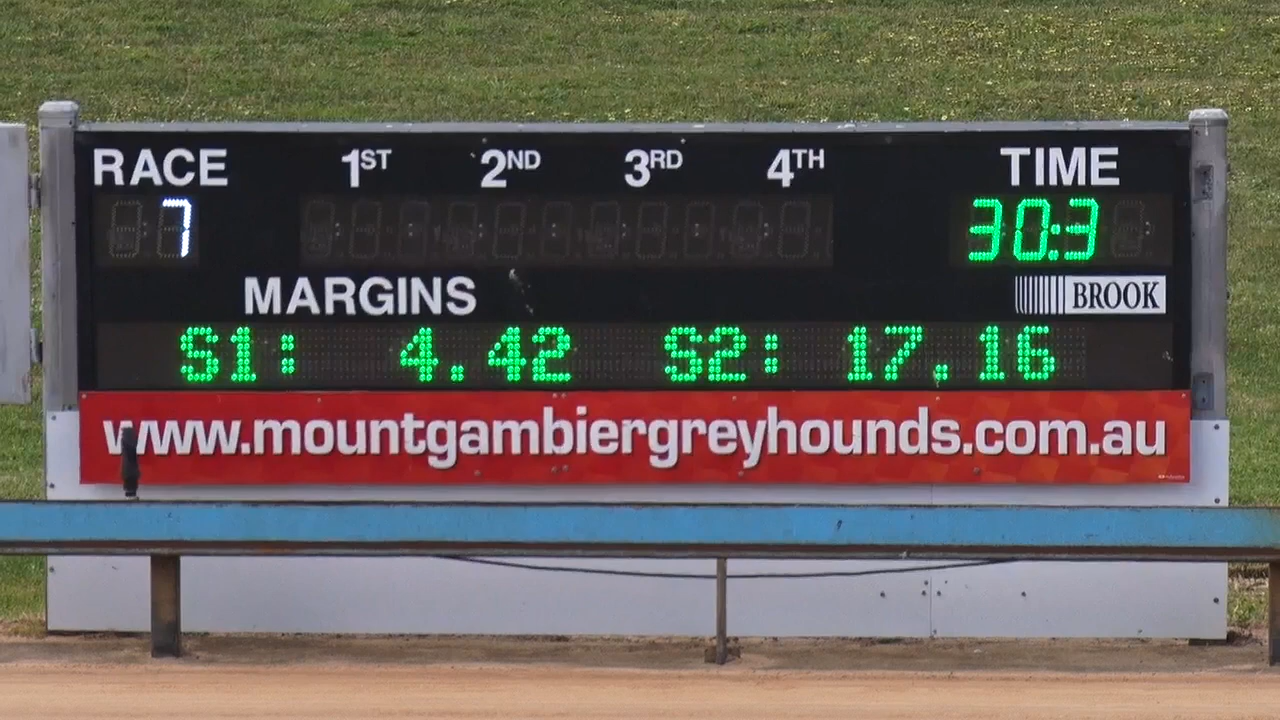 RACE 1ST 2ND 3RD 4TH TIME
7 30:3
MARGINS BROOK
S1: 4.42 S2: 17.16
www.mountgambiergreyhounds.com.au